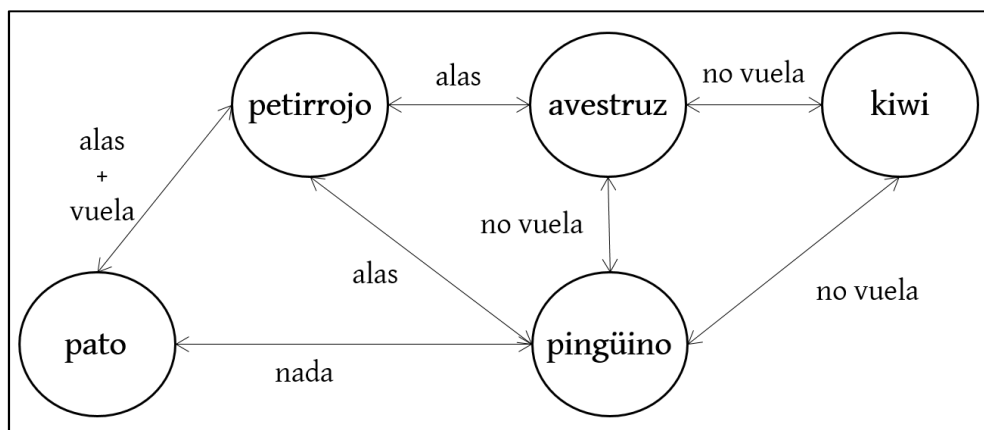 petirrojo
alas
avestruz
no vuela
kiwi
alas
+
vuela
no vuela
alas
no vuela
pato
nada
pingüino